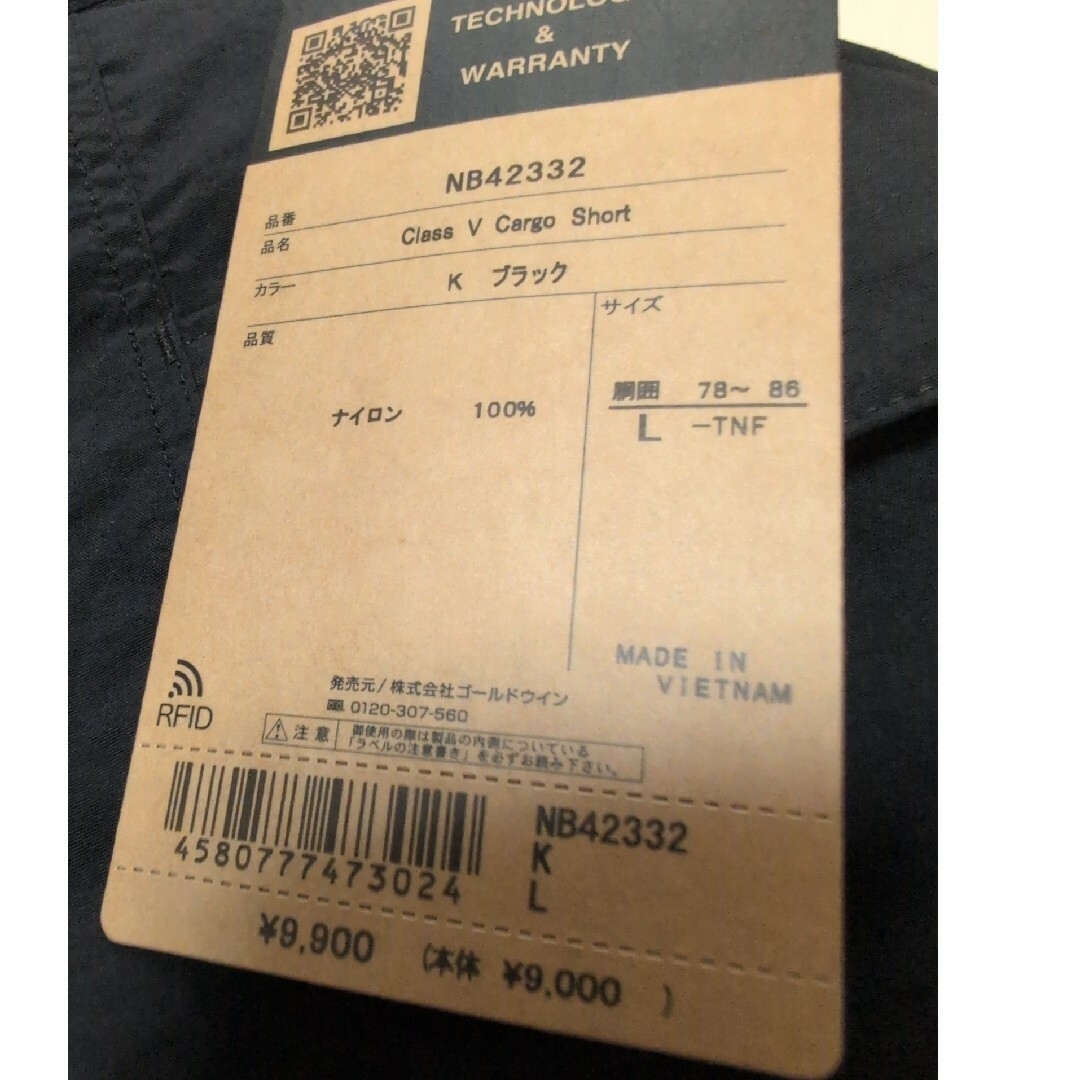 TECHNOLOG
&
WARRANTY
品番 NB42332
品名 Class V Cargo Short
カラー K ブラック
品質
ナイロン 100%
サイズ
胴囲 78～ 86
L -TNF
MADE IN
VIETNAM
RFID
発売元/株式会社ゴールドウイン
0120-307-560
注意
御使用の際は製品の内側についている
「ラベルの注意書き」を必ずお読み下さい。
4580777473024
NB42332
K
L
¥9,900 (本体 ¥9,000 )